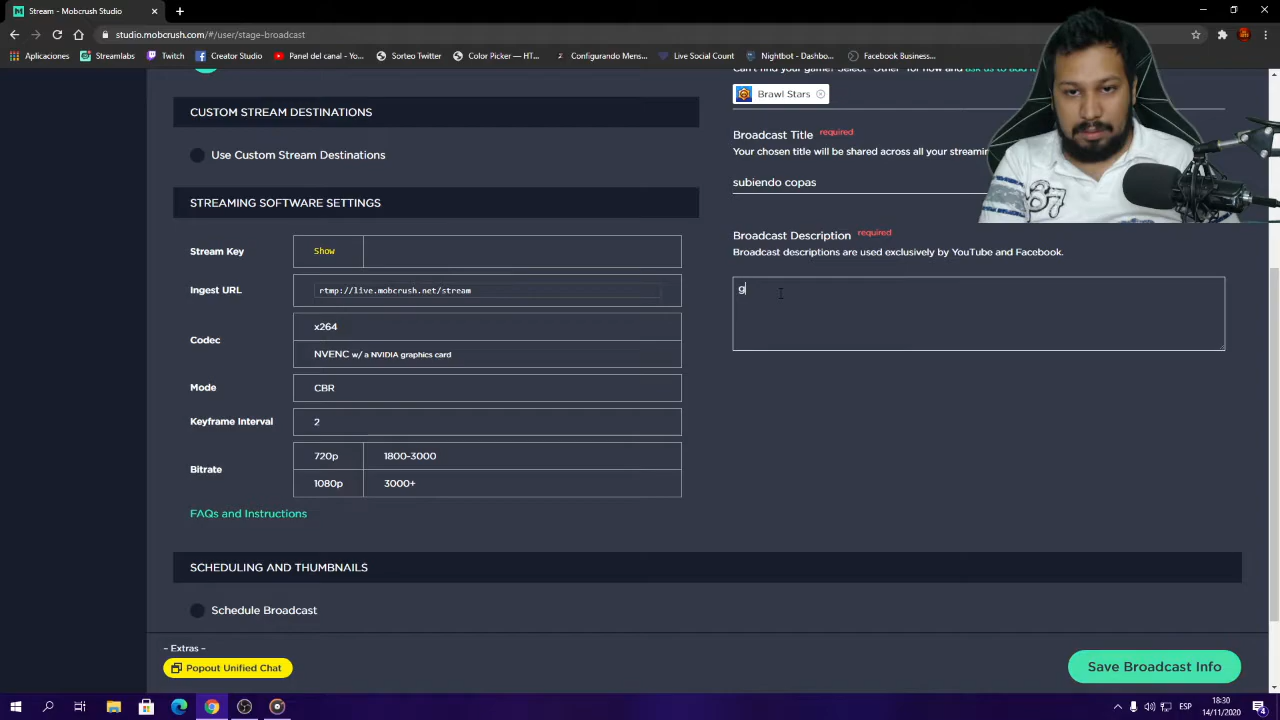 Stream - Mobcrush Studio
studio.mobcrush.net/#/user/stage-broadcast
Aplicaciones
Streamlabs
Twitch
Creator Studio
Panel del canal - Yo...
Sorteo Twitter
Color Picker — HT...
Configurando Mens...
Live Social Count
Nightbot - Dashbo...
Facebook Business...
Can't find your game? Select "Other" for now and ask us to add it
CUSTOM STREAM DESTINATIONS
Brawl Stars
Use Custom Stream Destinations
Broadcast Title required
Your chosen title will be shared across all your streaming
subiendo copas
STREAMING SOFTWARE SETTINGS
Stream Key
Show
Ingest URL
rtmp://live.mobcrush.net/stream
Codec
x264
NVENC w/ a NVIDIA graphics card
Mode
CBR
Keyframe Interval
2
Bitrate
720p
1800-3000
1080p
3000+
Broadcast Description required
Broadcast descriptions are used exclusively by YouTube and Facebook.
g
FAQs and Instructions
SCHEDULING AND THUMBNAILS
Schedule Broadcast
- Extras -
Popout Unified Chat
Save Broadcast Info
67
ESP
18:30
14/11/2020
4